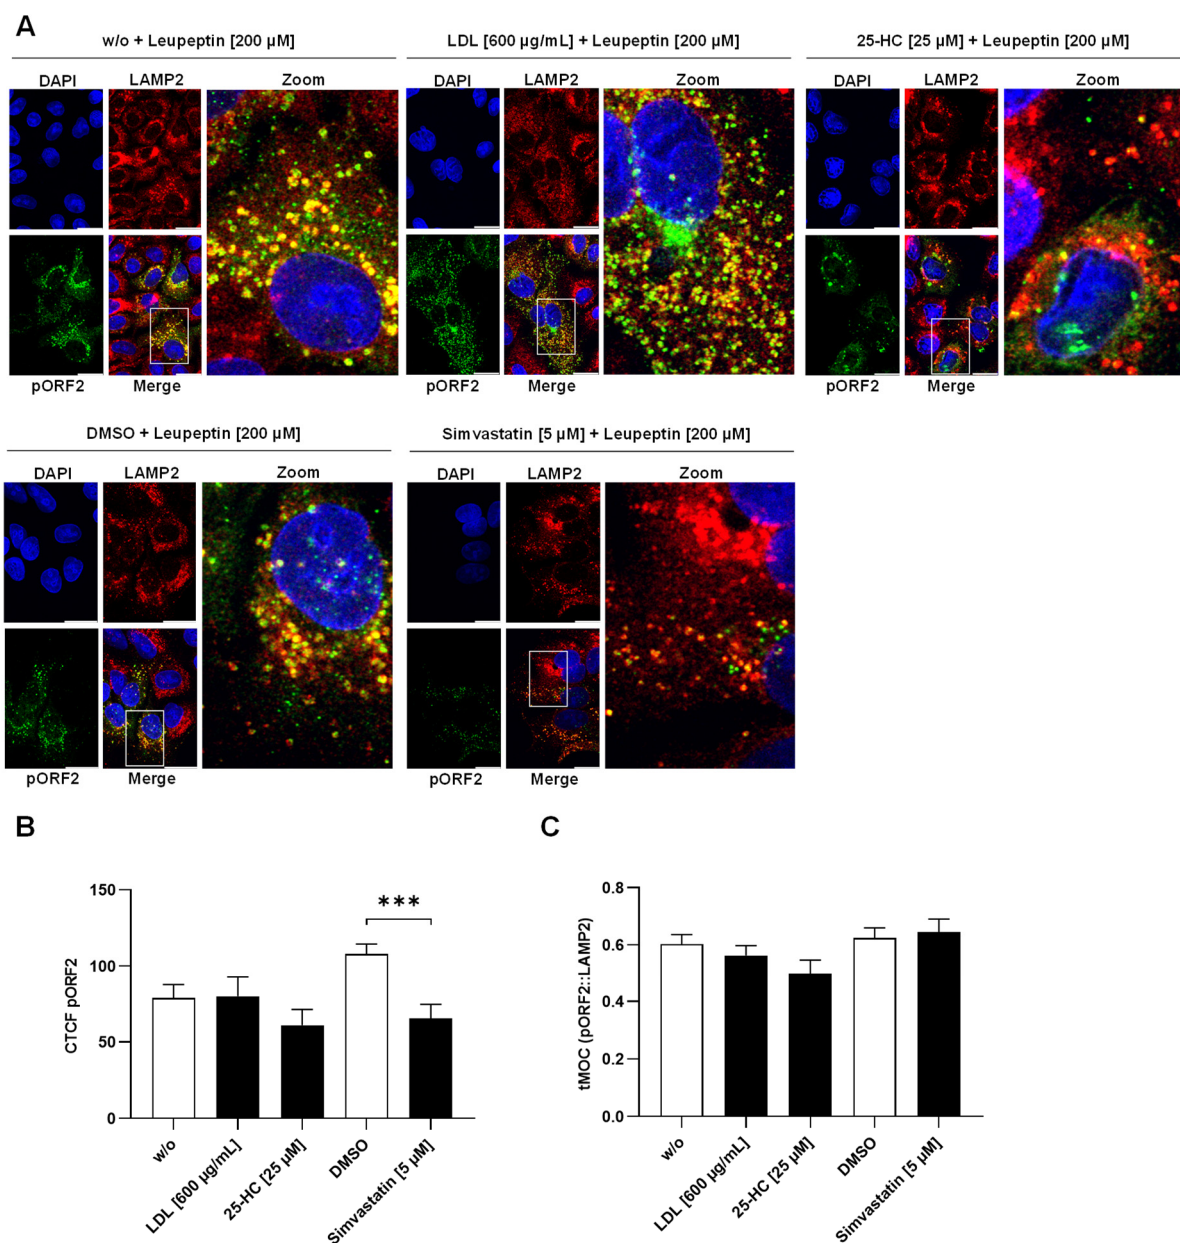 A
w/o + Leupeptin [200 µM]
LDL [600 µg/mL] + Leupeptin [200 µM]
25-HC [25 µM] + Leupeptin [200 µM]
DAPI LAMP2 Zoom
DAPI LAMP2 Zoom
DAPI LAMP2 Zoom
pORF2 Merge
pORF2 Merge
pORF2 Merge
DMSO + Leupeptin [200 µM]
Simvastatin [5 µM] + Leupeptin [200 µM]
DAPI LAMP2 Zoom
DAPI LAMP2 Zoom
pORF2 Merge
pORF2 Merge
B
CTCF pORF2
150
100
50
0
***
w/o
LDL [600 µg/mL]
25-HC [25 µM]
DMSO
Simvastatin [5 µM]
C
tMOC (pORF2::LAMP2)
0.8
0.6
0.4
0.2
0.0
w/o
LDL [600 µg/mL]
25-HC [25 µM]
DMSO
Simvastatin [5 µM]